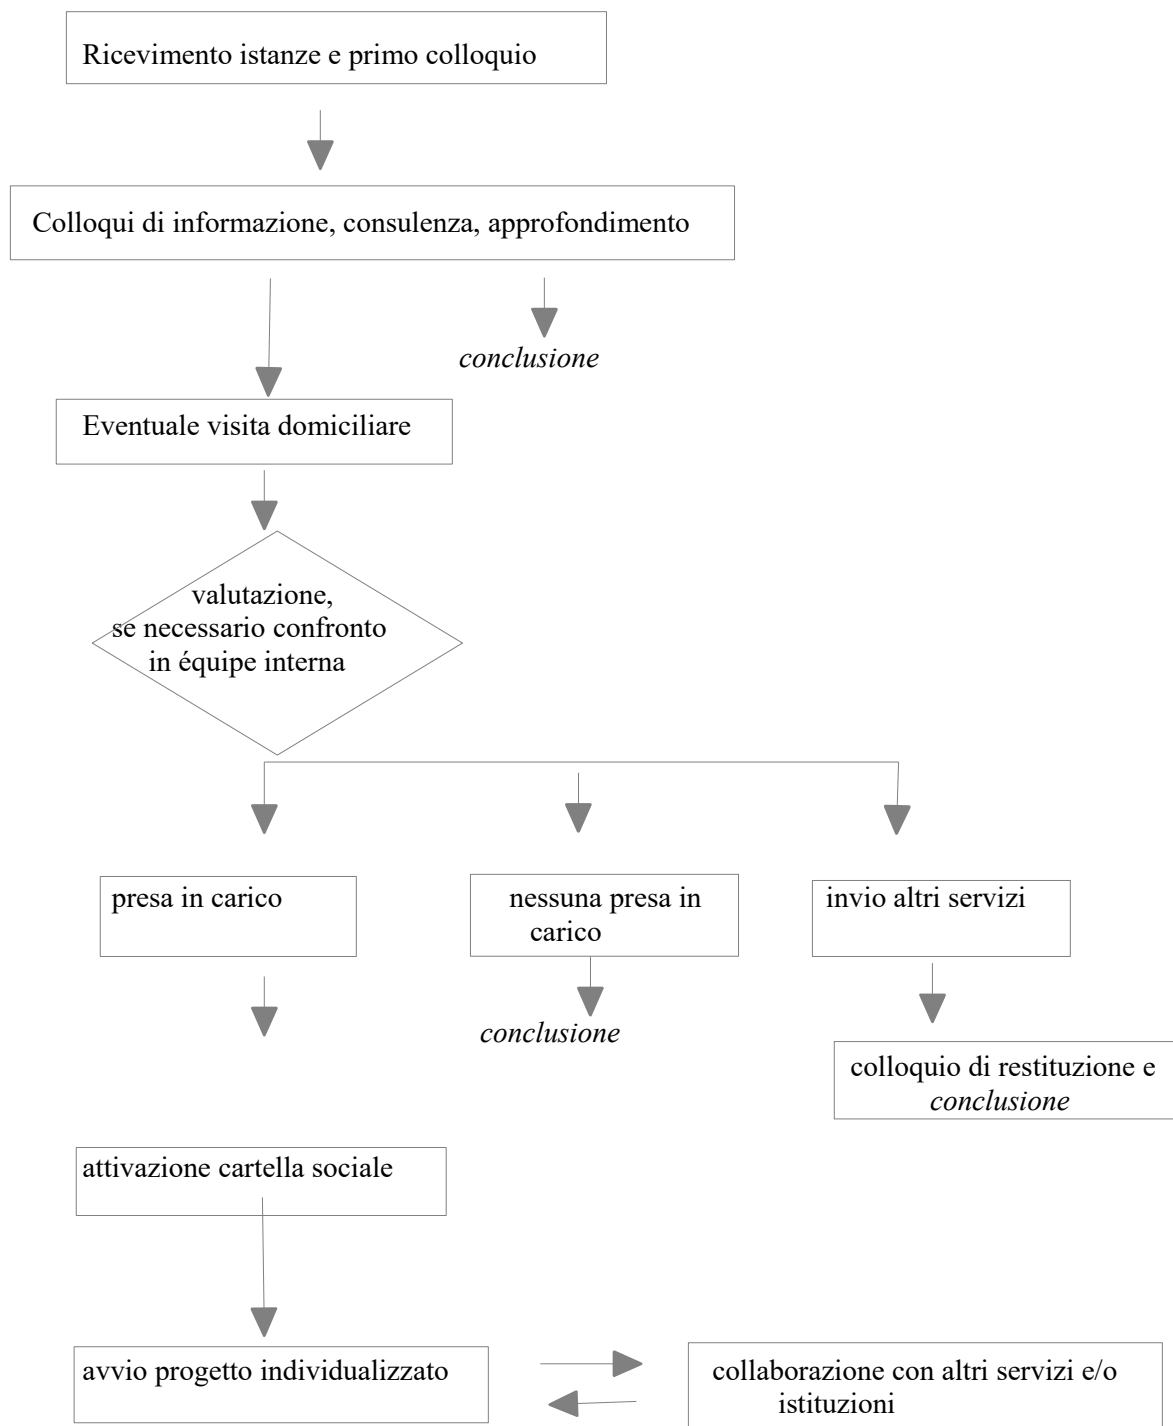 Ricevimento istanze e primo colloquio
Colloqui di informazione, consulenza, approfondimento
conclusione
Eventuale visita domiciliare
valutazione,
se necessario confronto
in équipe interna
presa in carico
nessuna presa in
carico
invio altri servizi
conclusione
colloquio di restituzione e
conclusione
attivazione cartella sociale
avvio progetto individualizzato
collaborazione con altri servizi e/o
istituzioni